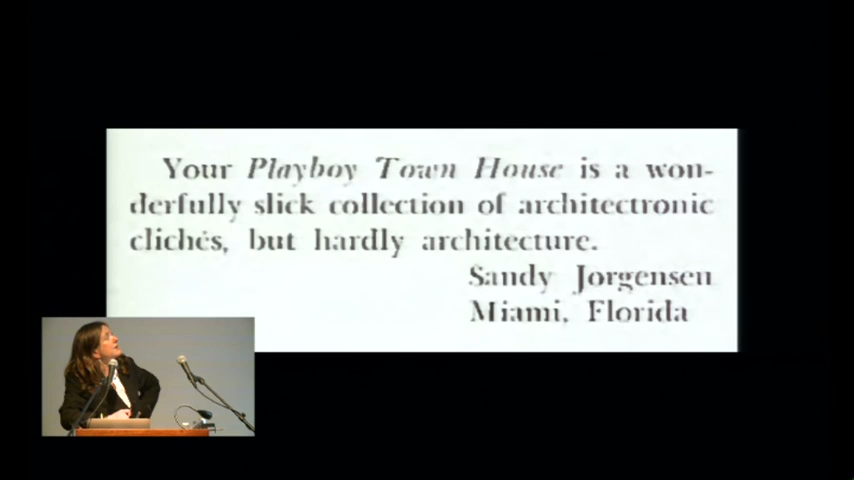 Your Playboy Town House is a won-
derfully slick collection of architectronic
clichés, but hardly architecture.
Sandy Jorgensen
Miami, Florida